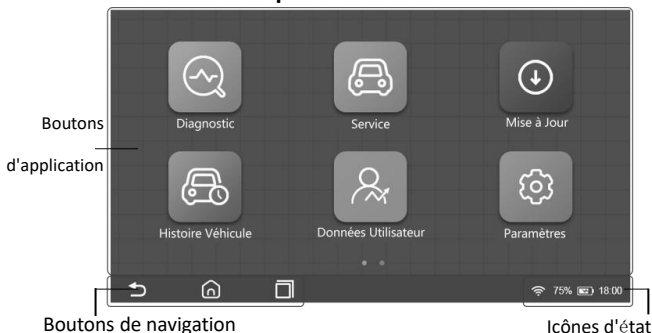 Diagnostic
Service
Mise à Jour
Boutons
d'application
Histoire Véhicule
Données Utilisateur
Paramètres
75%
18:00
Boutons de navigation
Icônes d'état